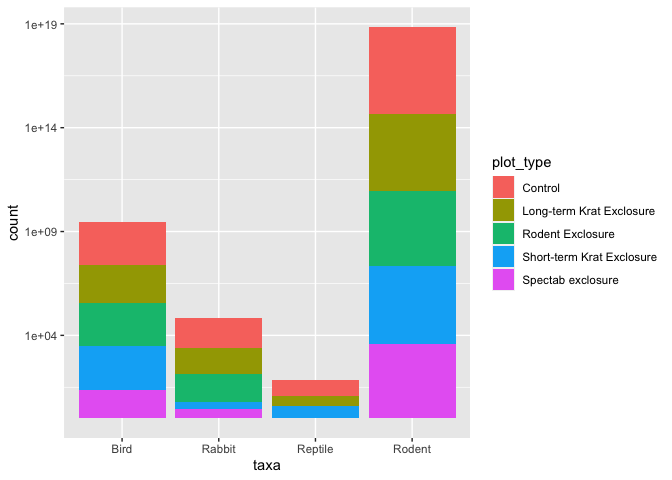 1e+19
1e+14
1e+09
1e+04
count
Bird
Rabbit
Reptile
Rodent
taxa
plot_type
Control
Long-term Krat Exclosure
Rodent Exclosure
Short-term Krat Exclosure
Spectab exclosure